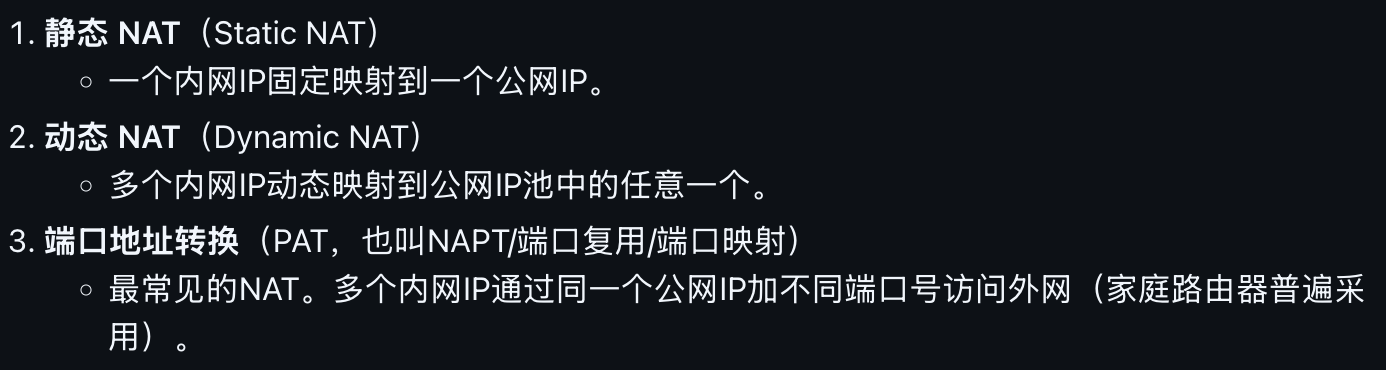 1. 静态 NAT（Static NAT）
◦ 一个内网IP固定映射到一个公网IP。
2. 动态 NAT（Dynamic NAT）
◦ 多个内网IP动态映射到公网IP池中的任意一个。
3. 端口地址转换（PAT，也叫NAPT/端口复用/端口映射）
◦ 最常见的NAT。多个内网IP通过同一个公网IP加不同端口号访问外网（家庭路由器普遍采
用）。